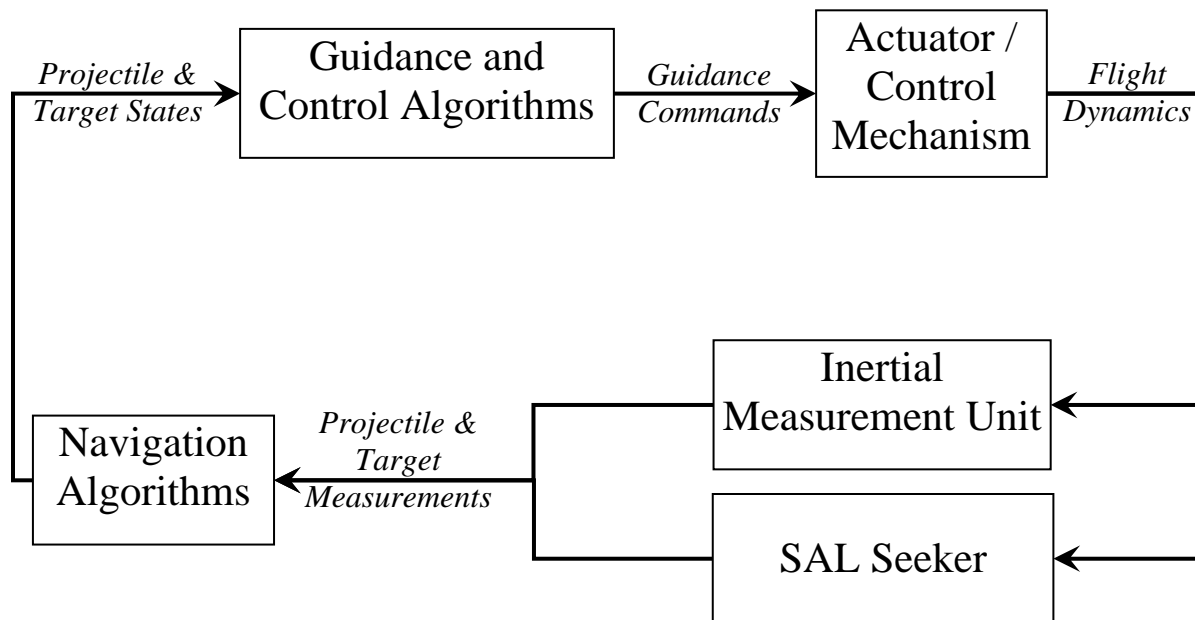 Projectile &
Target States
Guidance and
Control Algorithms
Guidance
Commands
Actuator /
Control
Mechanism
Flight
Dynamics
Inertial
Measurement Unit
Navigation
Algorithms
Projectile &
Target
Measurements
SAL Seeker